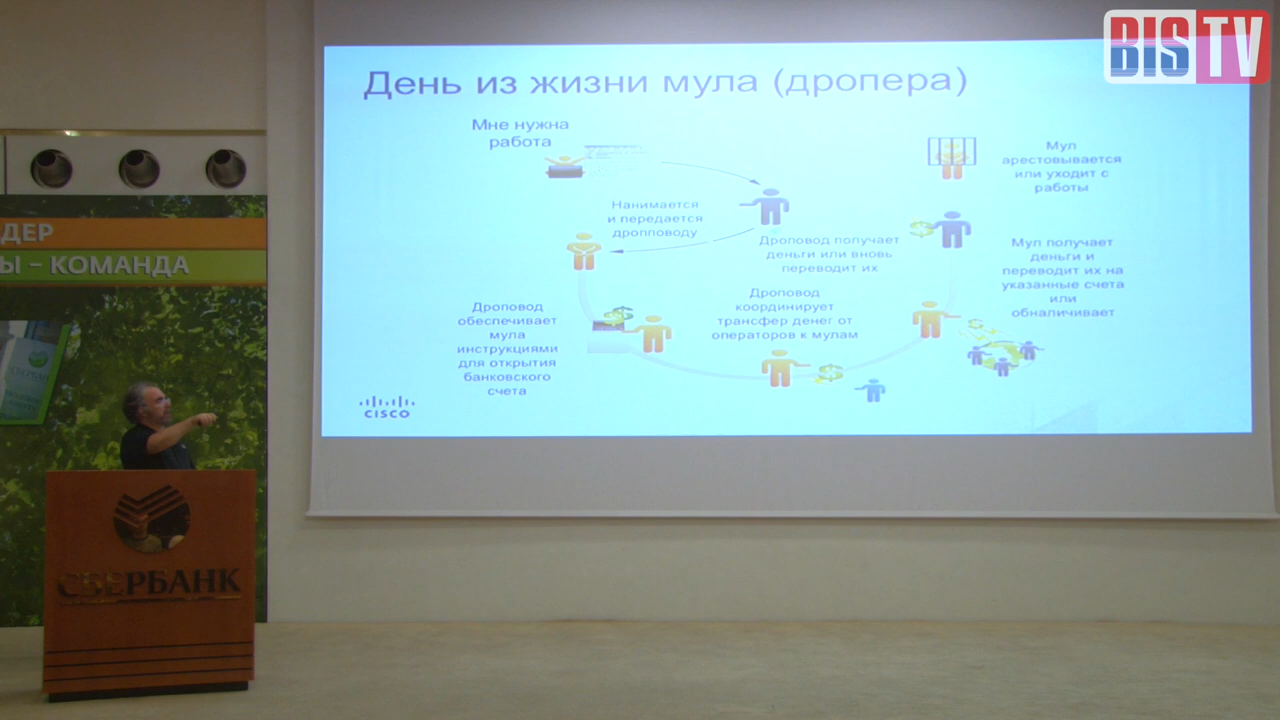 BIS TV
День из жизни мула (дропера)
Мне нужна
работа
Нанимается
и передается
дропповоду
Дроповод получает
деньги или вновь
переводит их
Мул
арестовывается
или уходит с
работы
Мул получает
деньги и
переводит их на
указанные счета
или
обналичивает
Дроповод
обеспечивает
мула
инструкциями
для открытия
банковского
счета
Дроповод
координирует
трансфер денег от
операторов к мулам
CISCO
ДЕР
Ы – КОМАНДА
СБЕРБАНК